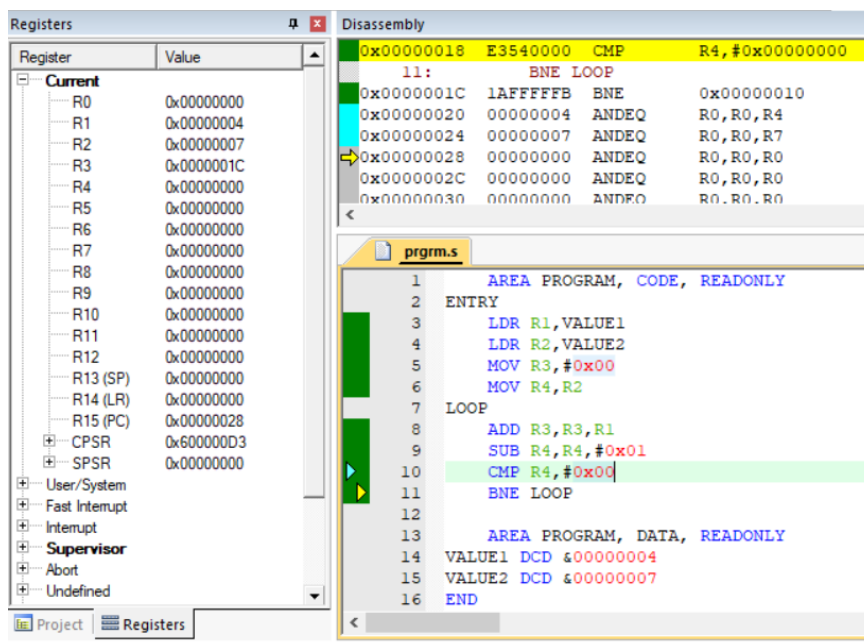 Registers
Register Value
Current
R0 0x00000000
R1 0x00000004
R2 0x00000007
R3 0x0000001C
R4 0x00000000
R5 0x00000000
R6 0x00000000
R7 0x00000000
R8 0x00000000
R9 0x00000000
R10 0x00000000
R11 0x00000000
R12 0x00000000
R13 (SP) 0x00000000
R14 (LR) 0x00000000
R15 (PC) 0x00000028
CPSR 0x600000D3
SPSR 0x00000000
User/System
Fast Interrupt
Interrupt
Supervisor
Abort
Undefined
Project Registers
Disassembly
0x00000018 E3540000 CMP R4,#0x00000000
11: BNE LOOP
0x0000001C 1AFFFFFB BNE 0x00000010
0x00000020 00000004 ANDEQ R0,R0,R4
0x00000024 00000007 ANDEQ R0,R0,R7
0x00000028 00000000 ANDEQ R0,R0,R0
0x0000002C 00000000 ANDEQ R0,R0,R0
0x00000030 00000000 ANDEQ R0,R0,R0
prgrm.s
1 AREA PROGRAM, CODE, READONLY
2 ENTRY
3 LDR R1,VALUE1
4 LDR R2,VALUE2
5 MOV R3,#0x00
6 MOV R4,R2
7 LOOP
8 ADD R3,R3,R1
9 SUB R4,R4,#0x01
10 CMP R4,#0x00
11 BNE LOOP
12
13 AREA PROGRAM, DATA, READONLY
14 VALUE1 DCD &00000004
15 VALUE2 DCD &00000007
16 END